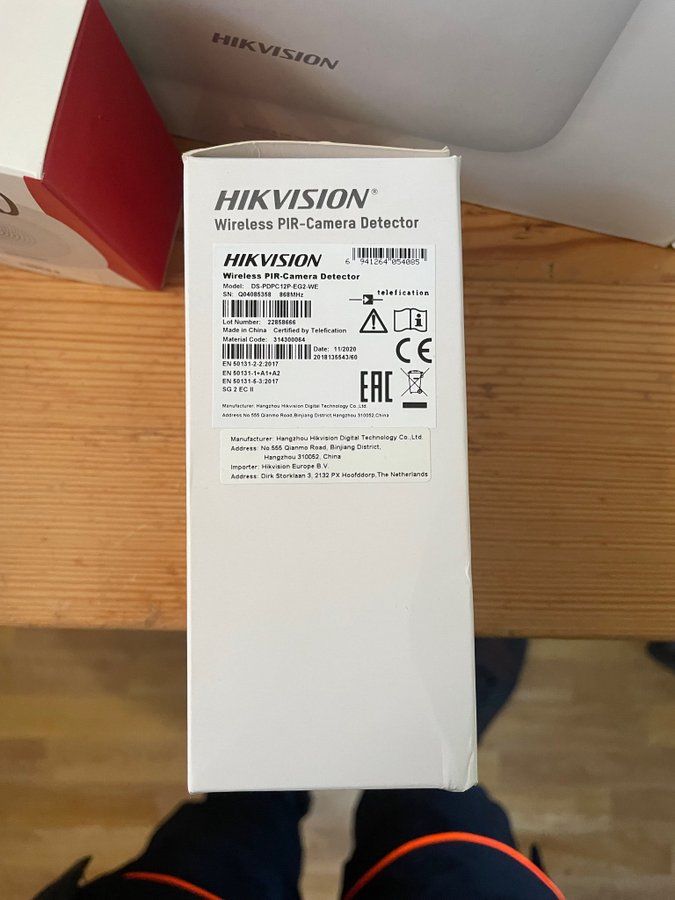 HIKVISION
HIKVISION®
Wireless PIR-Camera Detector
HIKVISION
6 941264 054085
Wireless PIR-Camera Detector
Model: DS-PDPC12P-EG2-WE
SN: Q04085358 868MHz
telefication
Lot Number: 22858666
Made in China Certified by Telefication
Material Code: 314300064
Date: 11/2020
2018135543/60
CE
EN 50131-2-2:2017
EN 50131-1+A1+A2
EN 50131-5-3:2017
SG 2 EC II
EAC
Manufacturer: Hangzhou Hikvision Digital Technology Co.,Ltd.
Address:No.555 Qianmo Road,Binjiang District,Hangzhou 310052,China
Manufacturer: Hangzhou Hikvision Digital Technology Co.,Ltd.
Address: No.555 Qianmo Road, Binjiang District,
Hangzhou 310052, China
Importer: Hikvision Europe B.V.
Address: Dirk Storklaan 3, 2132 PX Hoofddorp,The Netherlands